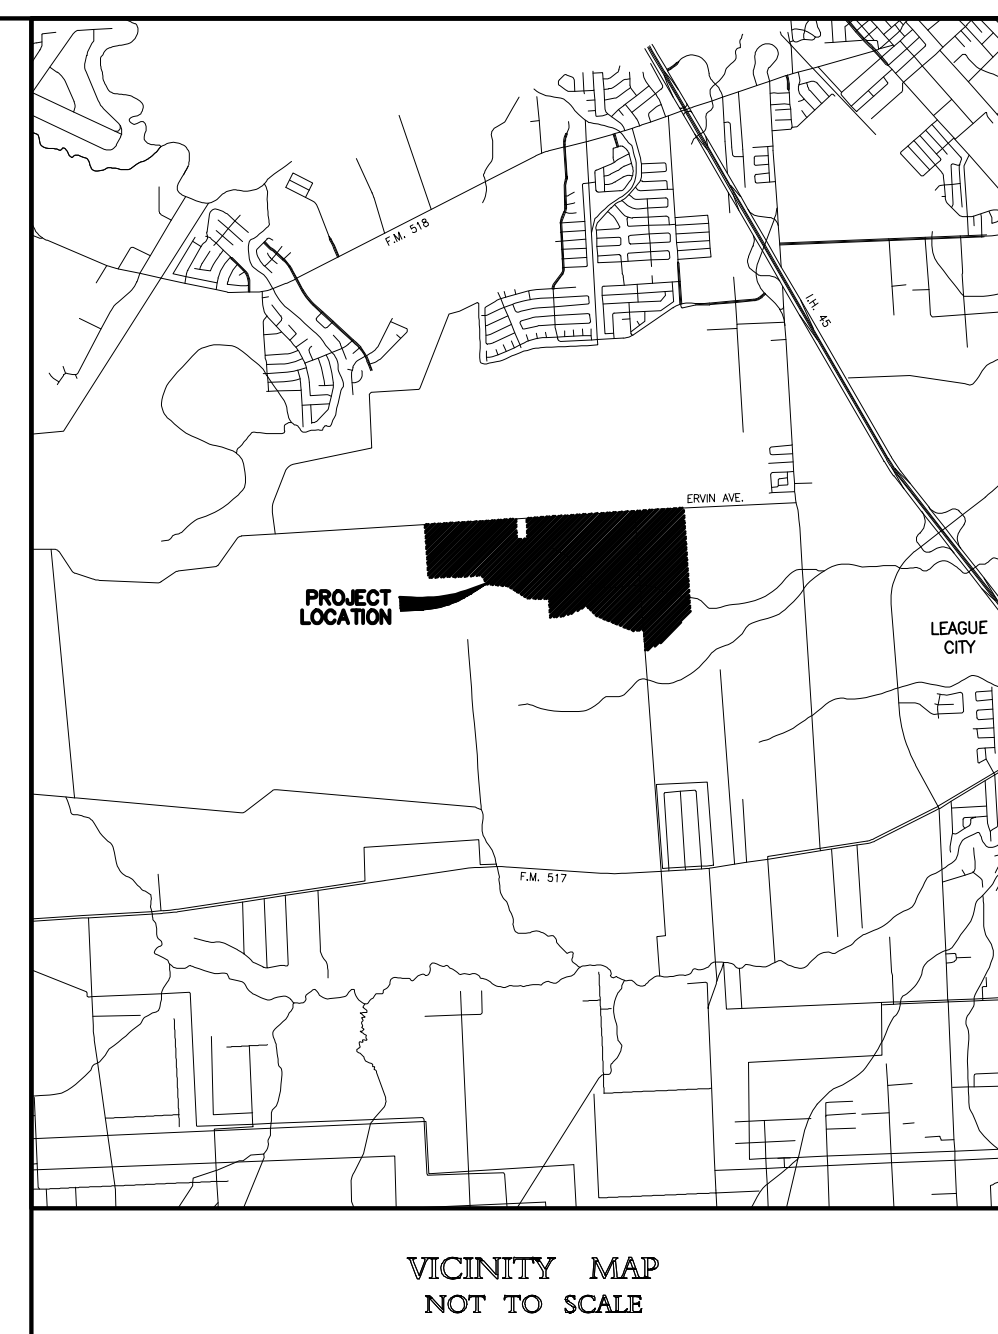 F.M. 518
I.H. 45
ERVIN AVE.
PROJECT
LOCATION
LEAGUE
CITY
F.M. 517
VICINITY MAP
NOT TO SCALE